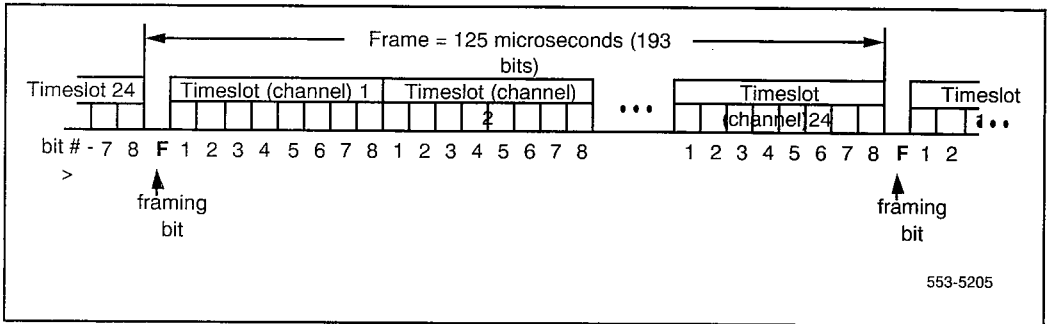 Frame = 125 microseconds (193
bits)
Timeslot 24
Timeslot (channel) 1
Timeslot (channel)
2
•••
Timeslot
(channel)24
Timeslot
1•••
bit # - 7 8 F 1 2 3 4 5 6 7 8 1 2 3 4 5 6 7 8 1 2 3 4 5 6 7 8 F 1 2
>
framing
bit
framing
bit
553-5205